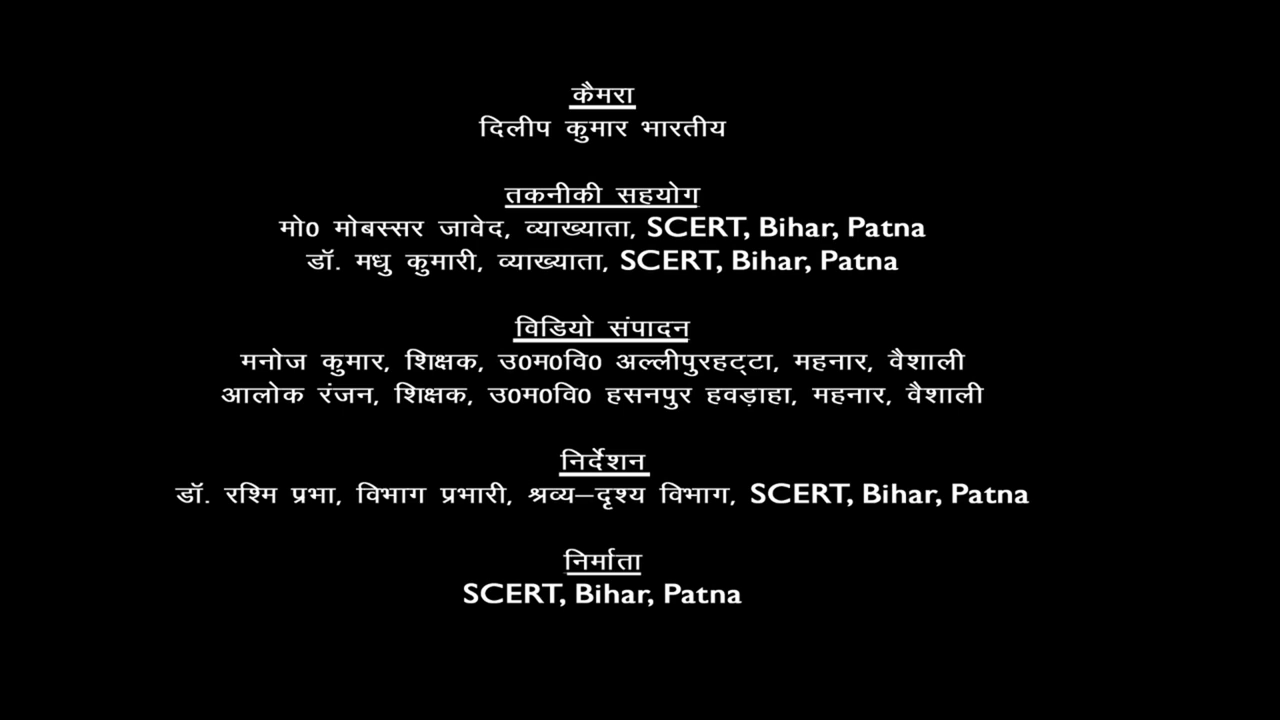 कैमरा
दिलीप कुमार भारतीय
तकनीकी सहयोग
मो0 मोबस्सर जावेद, व्याख्याता, SCERT, Bihar, Patna
डॉ. मधु कुमारी, व्याख्याता, SCERT, Bihar, Patna
विडियो संपादन
मनोज कुमार, शिक्षक, उ0म0वि0 अल्लीपुरहट्टा, महनार, वैशाली
आलोक रंजन, शिक्षक, उ0म0वि0 हसनपुर हवड़ाहा, महनार, वैशाली
निर्देशन
डॉ. रश्मि प्रभा, विभाग प्रभारी, श्रव्य–दृश्य विभाग, SCERT, Bihar, Patna
निर्माता
SCERT, Bihar, Patna